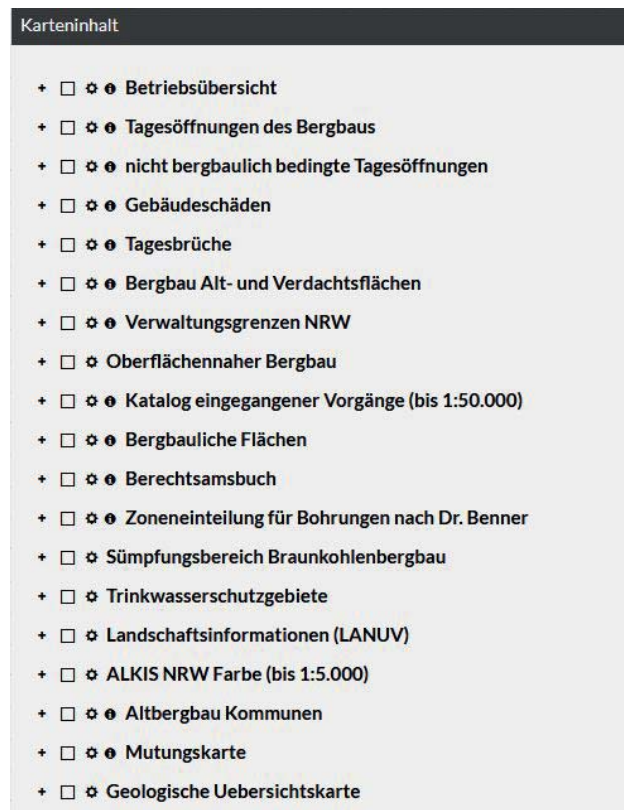 Karteninhalt
Betriebsübersicht
Tagesöffnungen des Bergbaus
nicht bergbaulich bedingte Tagesöffnungen
Gebäudeschäden
Tagesbrüche
Bergbau Alt- und Verdachtsflächen
Verwaltungsgrenzen NRW
Oberflächennaher Bergbau
Katalog eingegangener Vorgänge (bis 1:50.000)
Bergbauliche Flächen
Berechtsamsbuch
Zoneneinteilung für Bohrungen nach Dr. Benner
Sümpfungsbereich Braunkohlenbergbau
Trinkwasserschutzgebiete
Landschaftsinformationen (LANUV)
ALKIS NRW Farbe (bis 1:5.000)
Altbergbau Kommunen
Mutungskarte
Geologische Uebersichtskarte